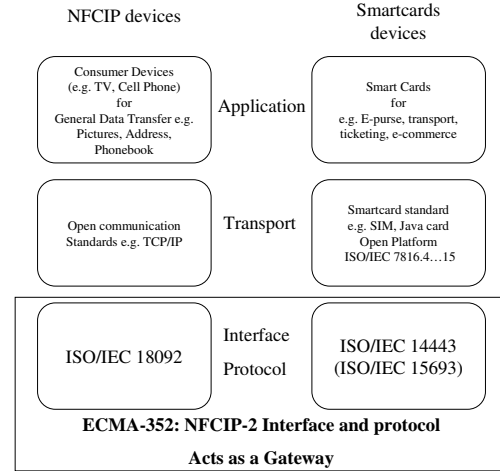 NFCIP devices
Smartcards
devices
Consumer Devices
(e.g. TV, Cell Phone)
for
General Data Transfer e.g.
Pictures, Address,
Phonebook
Application
Smart Cards
for
e.g. E-purse, transport,
ticketing, e-commerce
Open communication
Standards e.g. TCP/IP
Transport
Smartcard standard
e.g. SIM, Java card
Open Platform
ISO/IEC 7816.4…15
ISO/IEC 18092
Interface
Protocol
ISO/IEC 14443
(ISO/IEC 15693)
ECMA-352: NFCIP-2 Interface and protocol
Acts as a Gateway